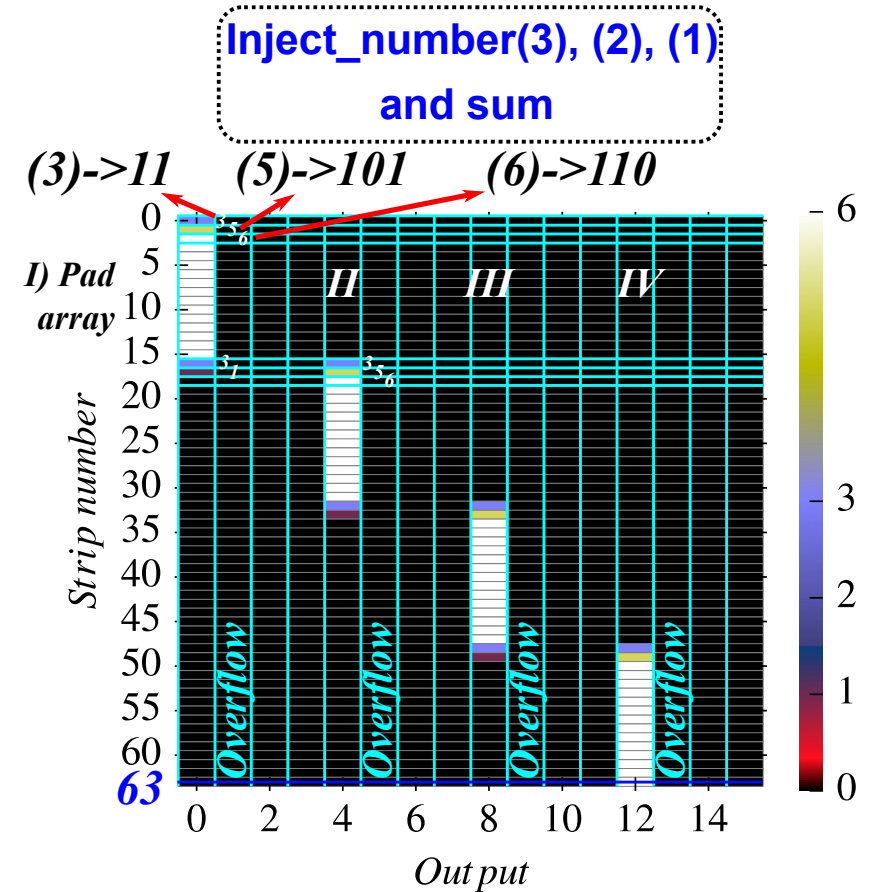 Inject_number(3), (2), (1)
and sum
(3)->11 (5)->101 (6)->110
I) Pad
array
II III IV
3 5 6
3 1
3 5 6
0
5
10
15
20
25
30
35
40
45
50
55
60
63
Strip number
Overflow Overflow Overflow Overflow
0 2 4 6 8 10 12 14
Output
6
3
2
1
0